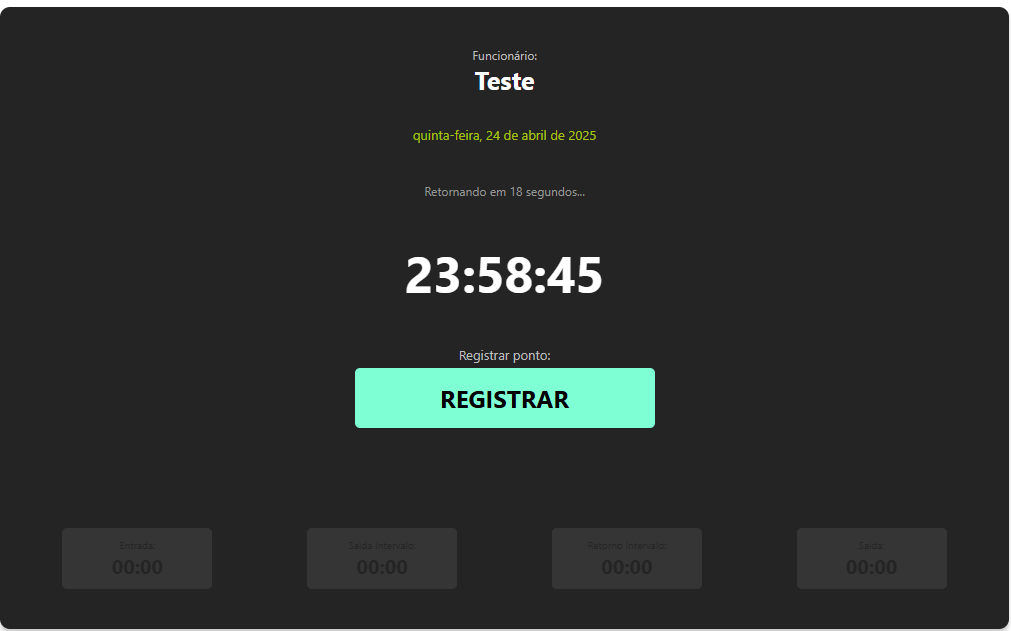 Funcionário:
Teste
quinta-feira, 24 de abril de 2025
Retornando em 18 segundos...
23:58:45
Registrar ponto:
REGISTRAR
Entrada: Saída Intervalo: Retorno Intervalo: Saída:
00:00 00:00 00:00 00:00